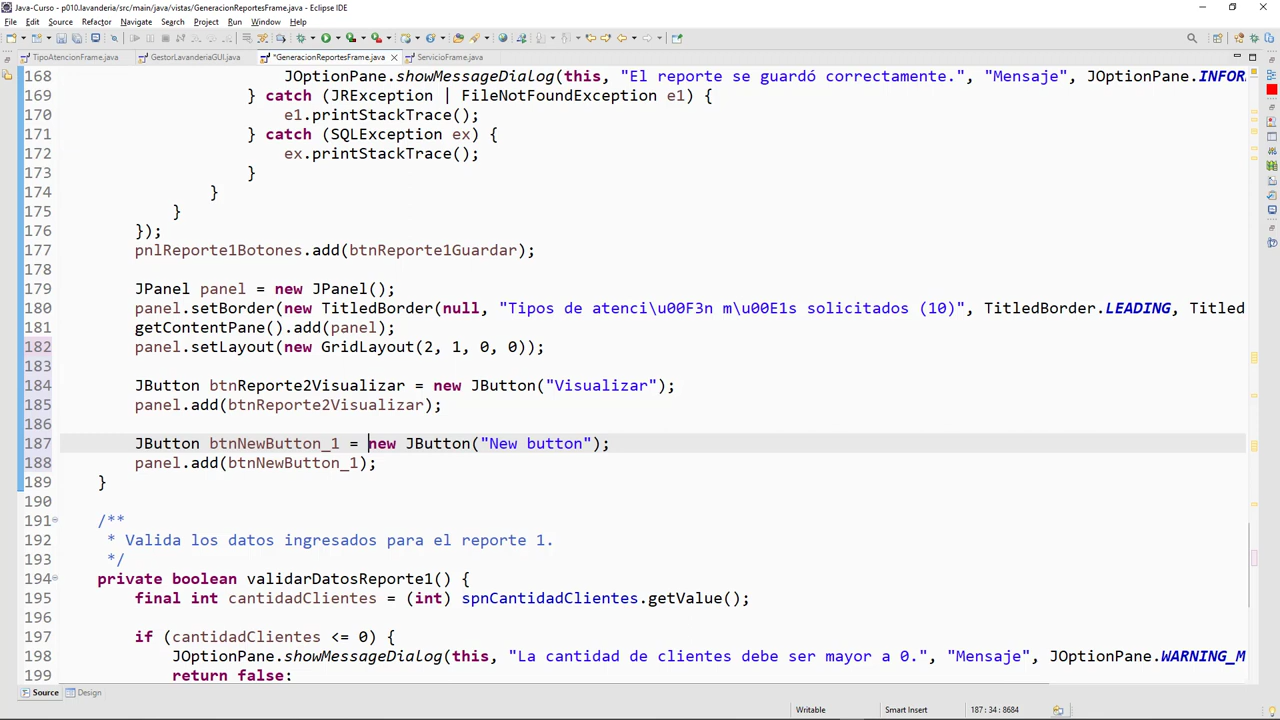 Java-Curso - p010.lavanderia/src/main/java/vistas/GeneracionReportesFrame.java - Eclipse IDE
File Edit Source Refactor Navigate Search Project Run Window Help
TipoAtencionFrame.java GestorLavanderiaGUI.java *GeneracionReportesFrame.java ServicioFrame.java
168 JOptionPane.showMessageDialog(this, "El reporte se guardó correctamente.", "Mensaje", JOptionPane.INFOR
169 } catch (JRException | FileNotFoundException e1) {
170 e1.printStackTrace();
171 } catch (SQLException ex) {
172 ex.printStackTrace();
173 }
174 }
175 }
176 });
177 pnlReporte1Botones.add(btnReporte1Guardar);
178
179 JPanel panel = new JPanel();
180 panel.setBorder(new TitledBorder(null, "Tipos de atenci\u00F3n m\u00E1s solicitados (10)", TitledBorder.LEADING, Titled
181 getContentPane().add(panel);
182 panel.setLayout(new GridLayout(2, 1, 0, 0));
183
184 JButton btnReporte2Visualizar = new JButton("Visualizar");
185 panel.add(btnReporte2Visualizar);
186
187 JButton btnNewButton_1 = new JButton("New button");
188 panel.add(btnNewButton_1);
189 }
190
191 /**
192 * Valida los datos ingresados para el reporte 1.
193 */
194 private boolean validarDatosReporte1() {
195 final int cantidadClientes = (int) spnCantidadClientes.getValue();
196
197 if (cantidadClientes <= 0) {
198 JOptionPane.showMessageDialog(this, "La cantidad de clientes debe ser mayor a 0.", "Mensaje", JOptionPane.WARNING_M
199 return false;
Source Design
Writable Smart Insert 187 : 34 : 8684